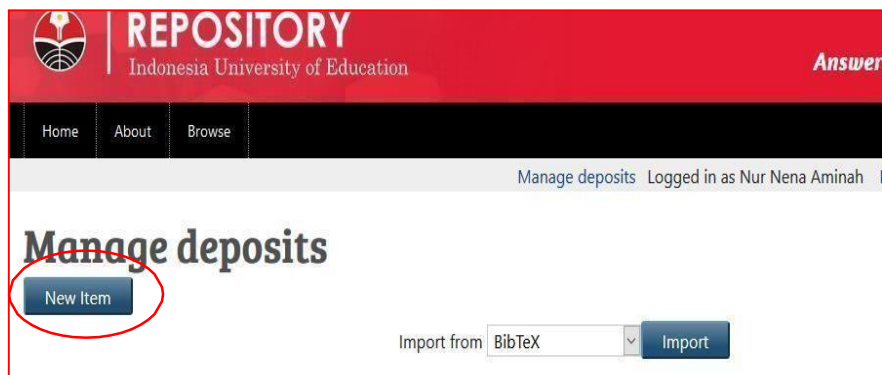 REPOSITORY
Indonesia University of Education
Answer
Home About Browse
Manage deposits Logged in as Nur Nena Aminah
Manage deposits
New Item
Import from BibTeX Import